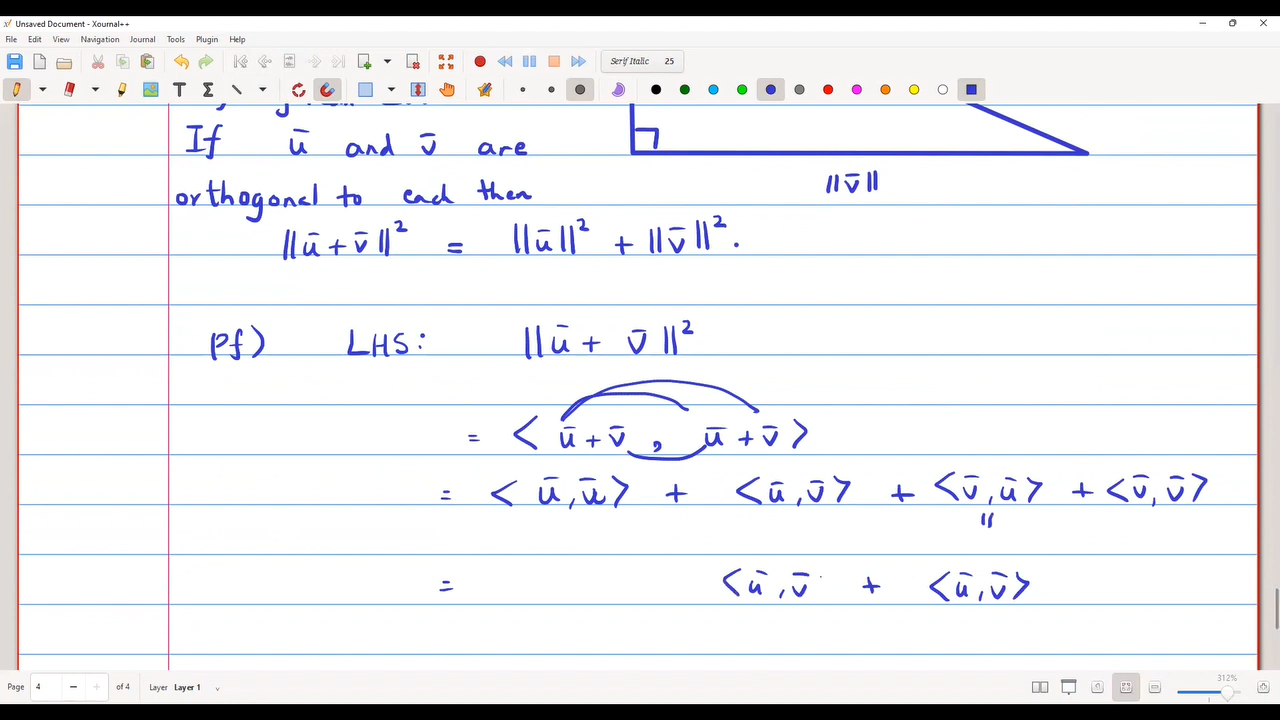 Unsaved Document - Xournal++
File Edit View Navigation Journal Tools Plugin Help
Serif Italic 25
If ū and v̄ are
orthogonal to each then
||v̄||
||ū + v̄||² = ||ū||² + ||v̄||².
Pf) LHS: ||ū + v̄||²
= < ū + v̄ , ū + v̄ >
= < ū, ū > + < ū, v̄ > + < v̄, ū > + < v̄, v̄ >
||
= < ū, v̄ + < ū, v̄ >
Page 4 of 4 Layer Layer 1 312%